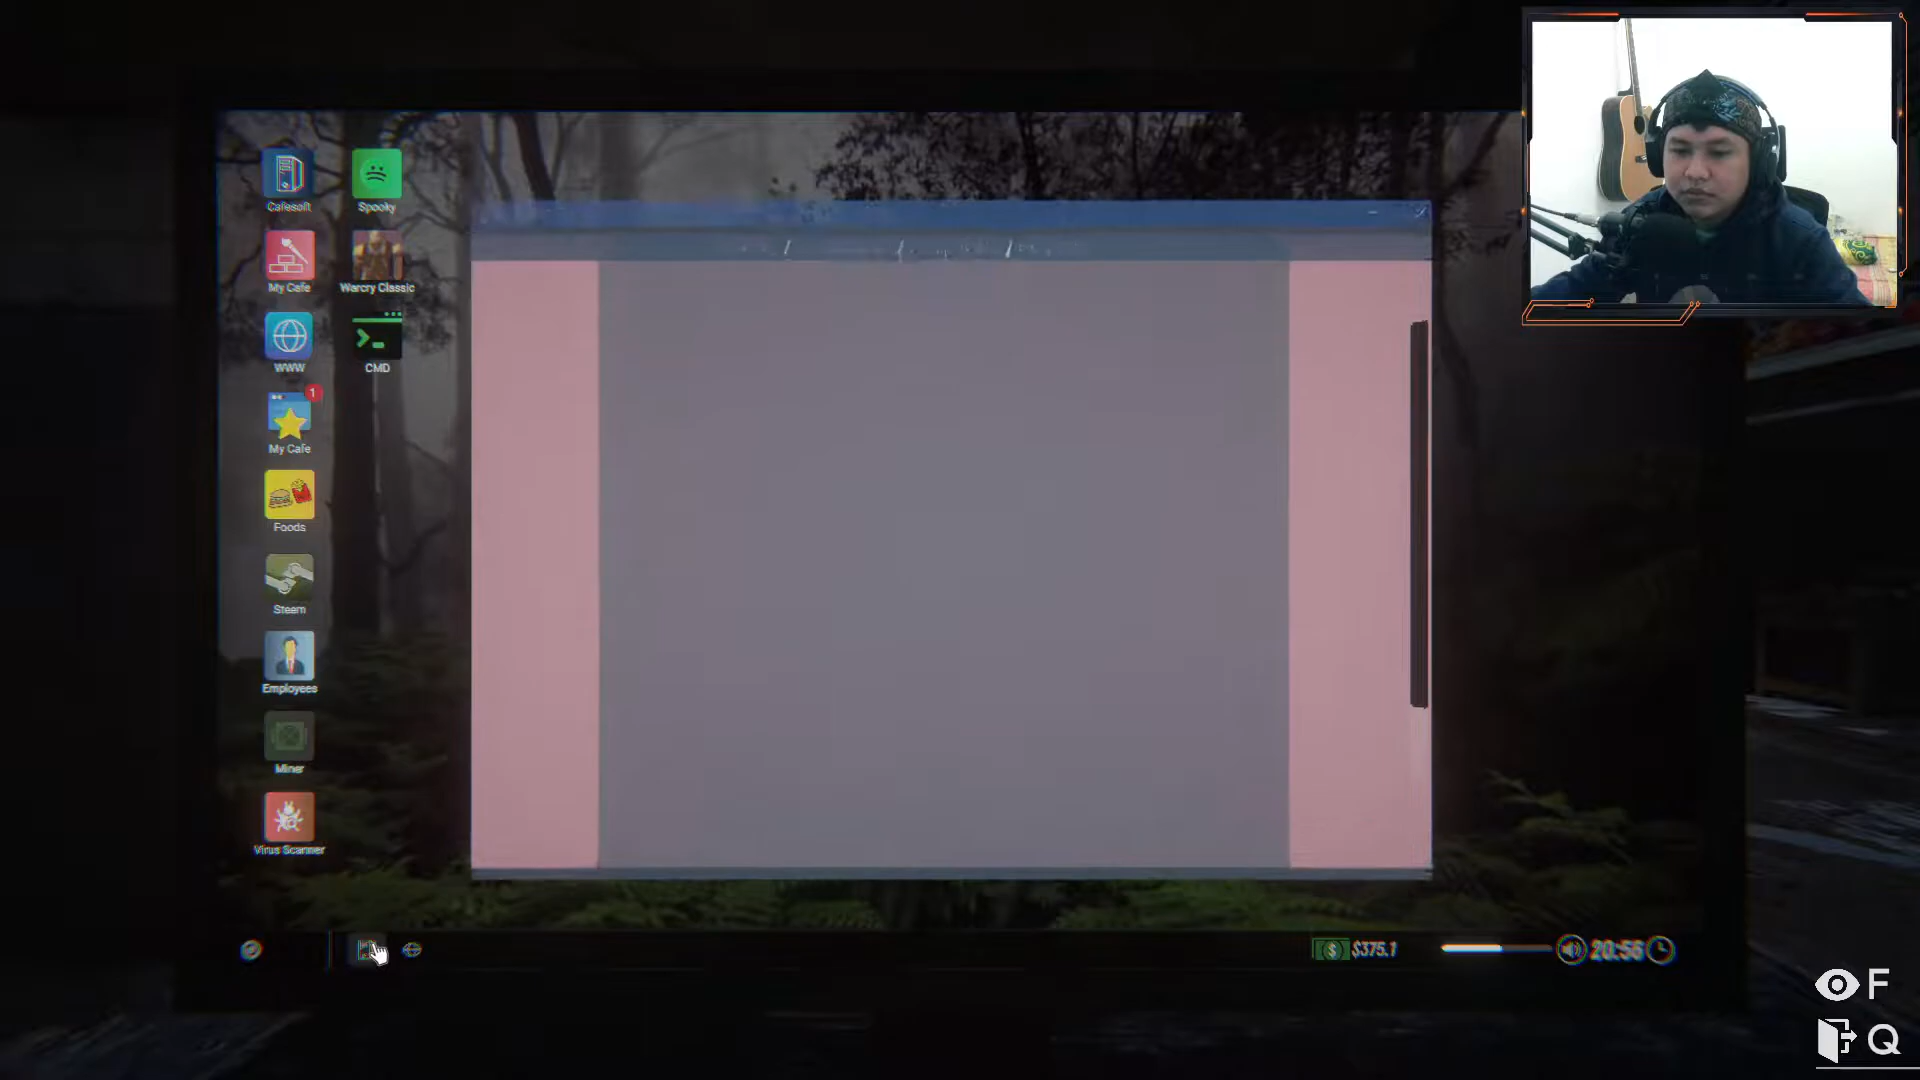 Cafesoft
Spooky
My Cafe
Warcry Classic
WWW
CMD
1
My Cafe
Foods
Steem
Employees
Miner
Virus Scanner
$375.1
20:56
F
Q